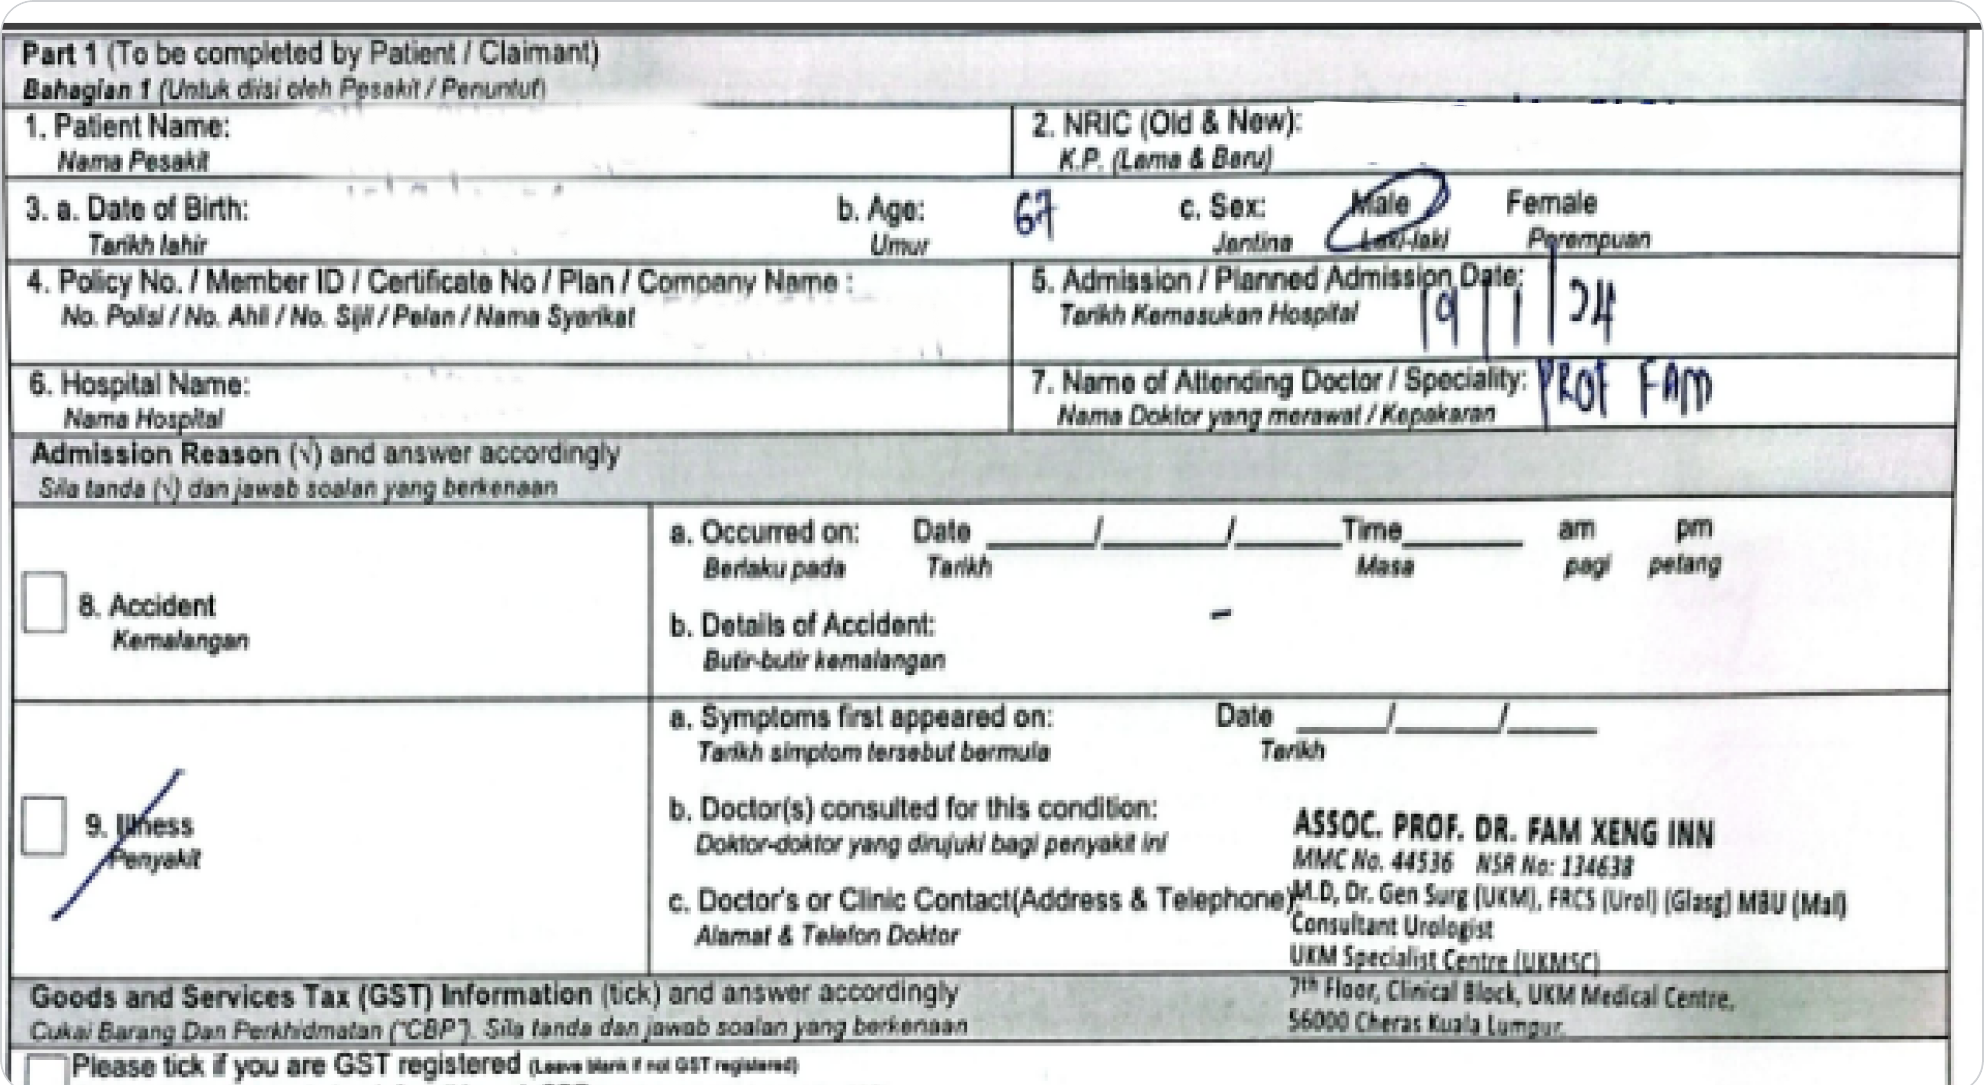 Part 1 (To be completed by Patient / Claimant)
Bahagian 1 (Untuk diisi oleh Pesakit / Penuntut)
1. Patient Name:
Nama Pesakit
2. NRIC (Old & New):
K.P. (Lama & Baru)
3. a. Date of Birth:
Tarikh lahir
b. Age: 67
Umur
c. Sex: Male Female
Jantina Laki-laki Perempuan
4. Policy No. / Member ID / Certificate No / Plan / Company Name :
No. Polisi / No. Ahli / No. Sijil / Pelan / Nama Syarikat
5. Admission / Planned Admission Date:
Tarikh Kemasukan Hospital 19/1/24
6. Hospital Name:
Nama Hospital
7. Name of Attending Doctor / Speciality: PROF FAM
Nama Doktor yang merawat / Kepakaran
Admission Reason (√) and answer accordingly
Sila tanda (√) dan jawab soalan yang berkenaan
8. Accident
Kemalangan
a. Occurred on: Date ______/______/______Time______ am pm
Berlaku pada Tarikh Masa pagi petang
b. Details of Accident: -
Butir-butir kemalangan
9. Illness
Penyakit
a. Symptoms first appeared on: Date _____/_____/_____
Tarikh simptom tersebut bermula Tarikh
b. Doctor(s) consulted for this condition:
Doktor-doktor yang dirujuki bagi penyakit ini
c. Doctor's or Clinic Contact(Address & Telephone):
Alamat & Telefon Doktor
ASSOC. PROF. DR. FAM XENG INN
MMC No. 44536 NSR No: 134638
M.D, Dr. Gen Surg (UKM), FRCS (Urol) (Glasg) MBU (Mal)
Consultant Urologist
UKM Specialist Centre (UKMSC)
7th Floor, Clinical Block, UKM Medical Centre,
56000 Cheras Kuala Lumpur.
Goods and Services Tax (GST) Information (tick) and answer accordingly
Cukai Barang Dan Perkhidmatan ("CBP"). Sila tanda dan jawab soalan yang berkenaan
Please tick if you are GST registered (Leave blank if not GST registered)